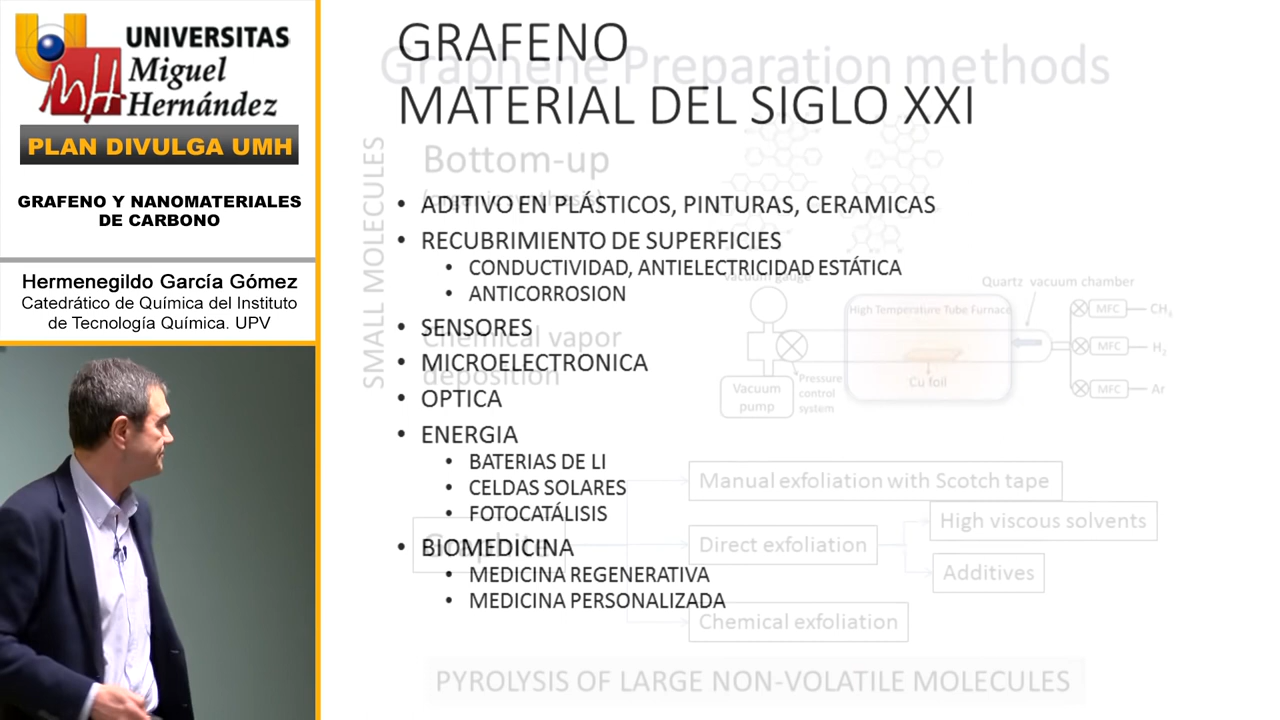 UNIVERSITAS
Miguel
Hernández
PLAN DIVULGA UMH
GRAFENO Y NANOMATERIALES
DE CARBONO
Hermenegildo García Gómez
Catedrático de Química del Instituto
de Tecnología Química. UPV
GRAFENO
MATERIAL DEL SIGLO XXI
• ADITIVO EN PLÁSTICOS, PINTURAS, CERAMICAS
• RECUBRIMIENTO DE SUPERFICIES
• CONDUCTIVIDAD, ANTIELECTRICIDAD ESTÁTICA
• ANTICORROSION
• SENSORES
• MICROELECTRONICA
• OPTICA
• ENERGIA
• BATERIAS DE LI
• CELDAS SOLARES
• FOTOCATÁLISIS
• BIOMEDICINA
• MEDICINA REGENERATIVA
• MEDICINA PERSONALIZADA
Graphene Preparation methods
SMALL MOLECULES
Bottom-up
Chemical vapor
deposition
Vacuum gauge
Quartz vacuum chamber
High Temperature Tube Furnace
Cu foil
Vacuum
pump
Pressure
control
system
MFC
CH₄
MFC
H₂
MFC
Ar
Graphite
Manual exfoliation with Scotch tape
Direct exfoliation
High viscous solvents
Additives
Chemical exfoliation
PYROLYSIS OF LARGE NON-VOLATILE MOLECULES